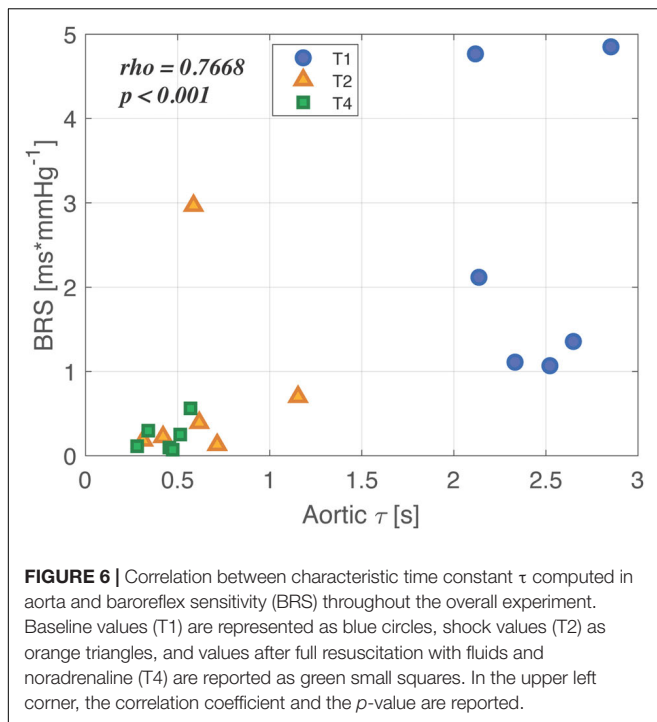 rho = 0.7668
p < 0.001
T1
T2
T4
5
4
3
2
1
0
BRS [ms*mmHg-1]
0 0.5 1 1.5 2 2.5 3
Aortic τ [s]
FIGURE 6 | Correlation between characteristic time constant τ computed in
aorta and baroreflex sensitivity (BRS) throughout the overall experiment.
Baseline values (T1) are represented as blue circles, shock values (T2) as
orange triangles, and values after full resuscitation with fluids and
noradrenaline (T4) are reported as green small squares. In the upper left
corner, the correlation coefficient and the p-value are reported.